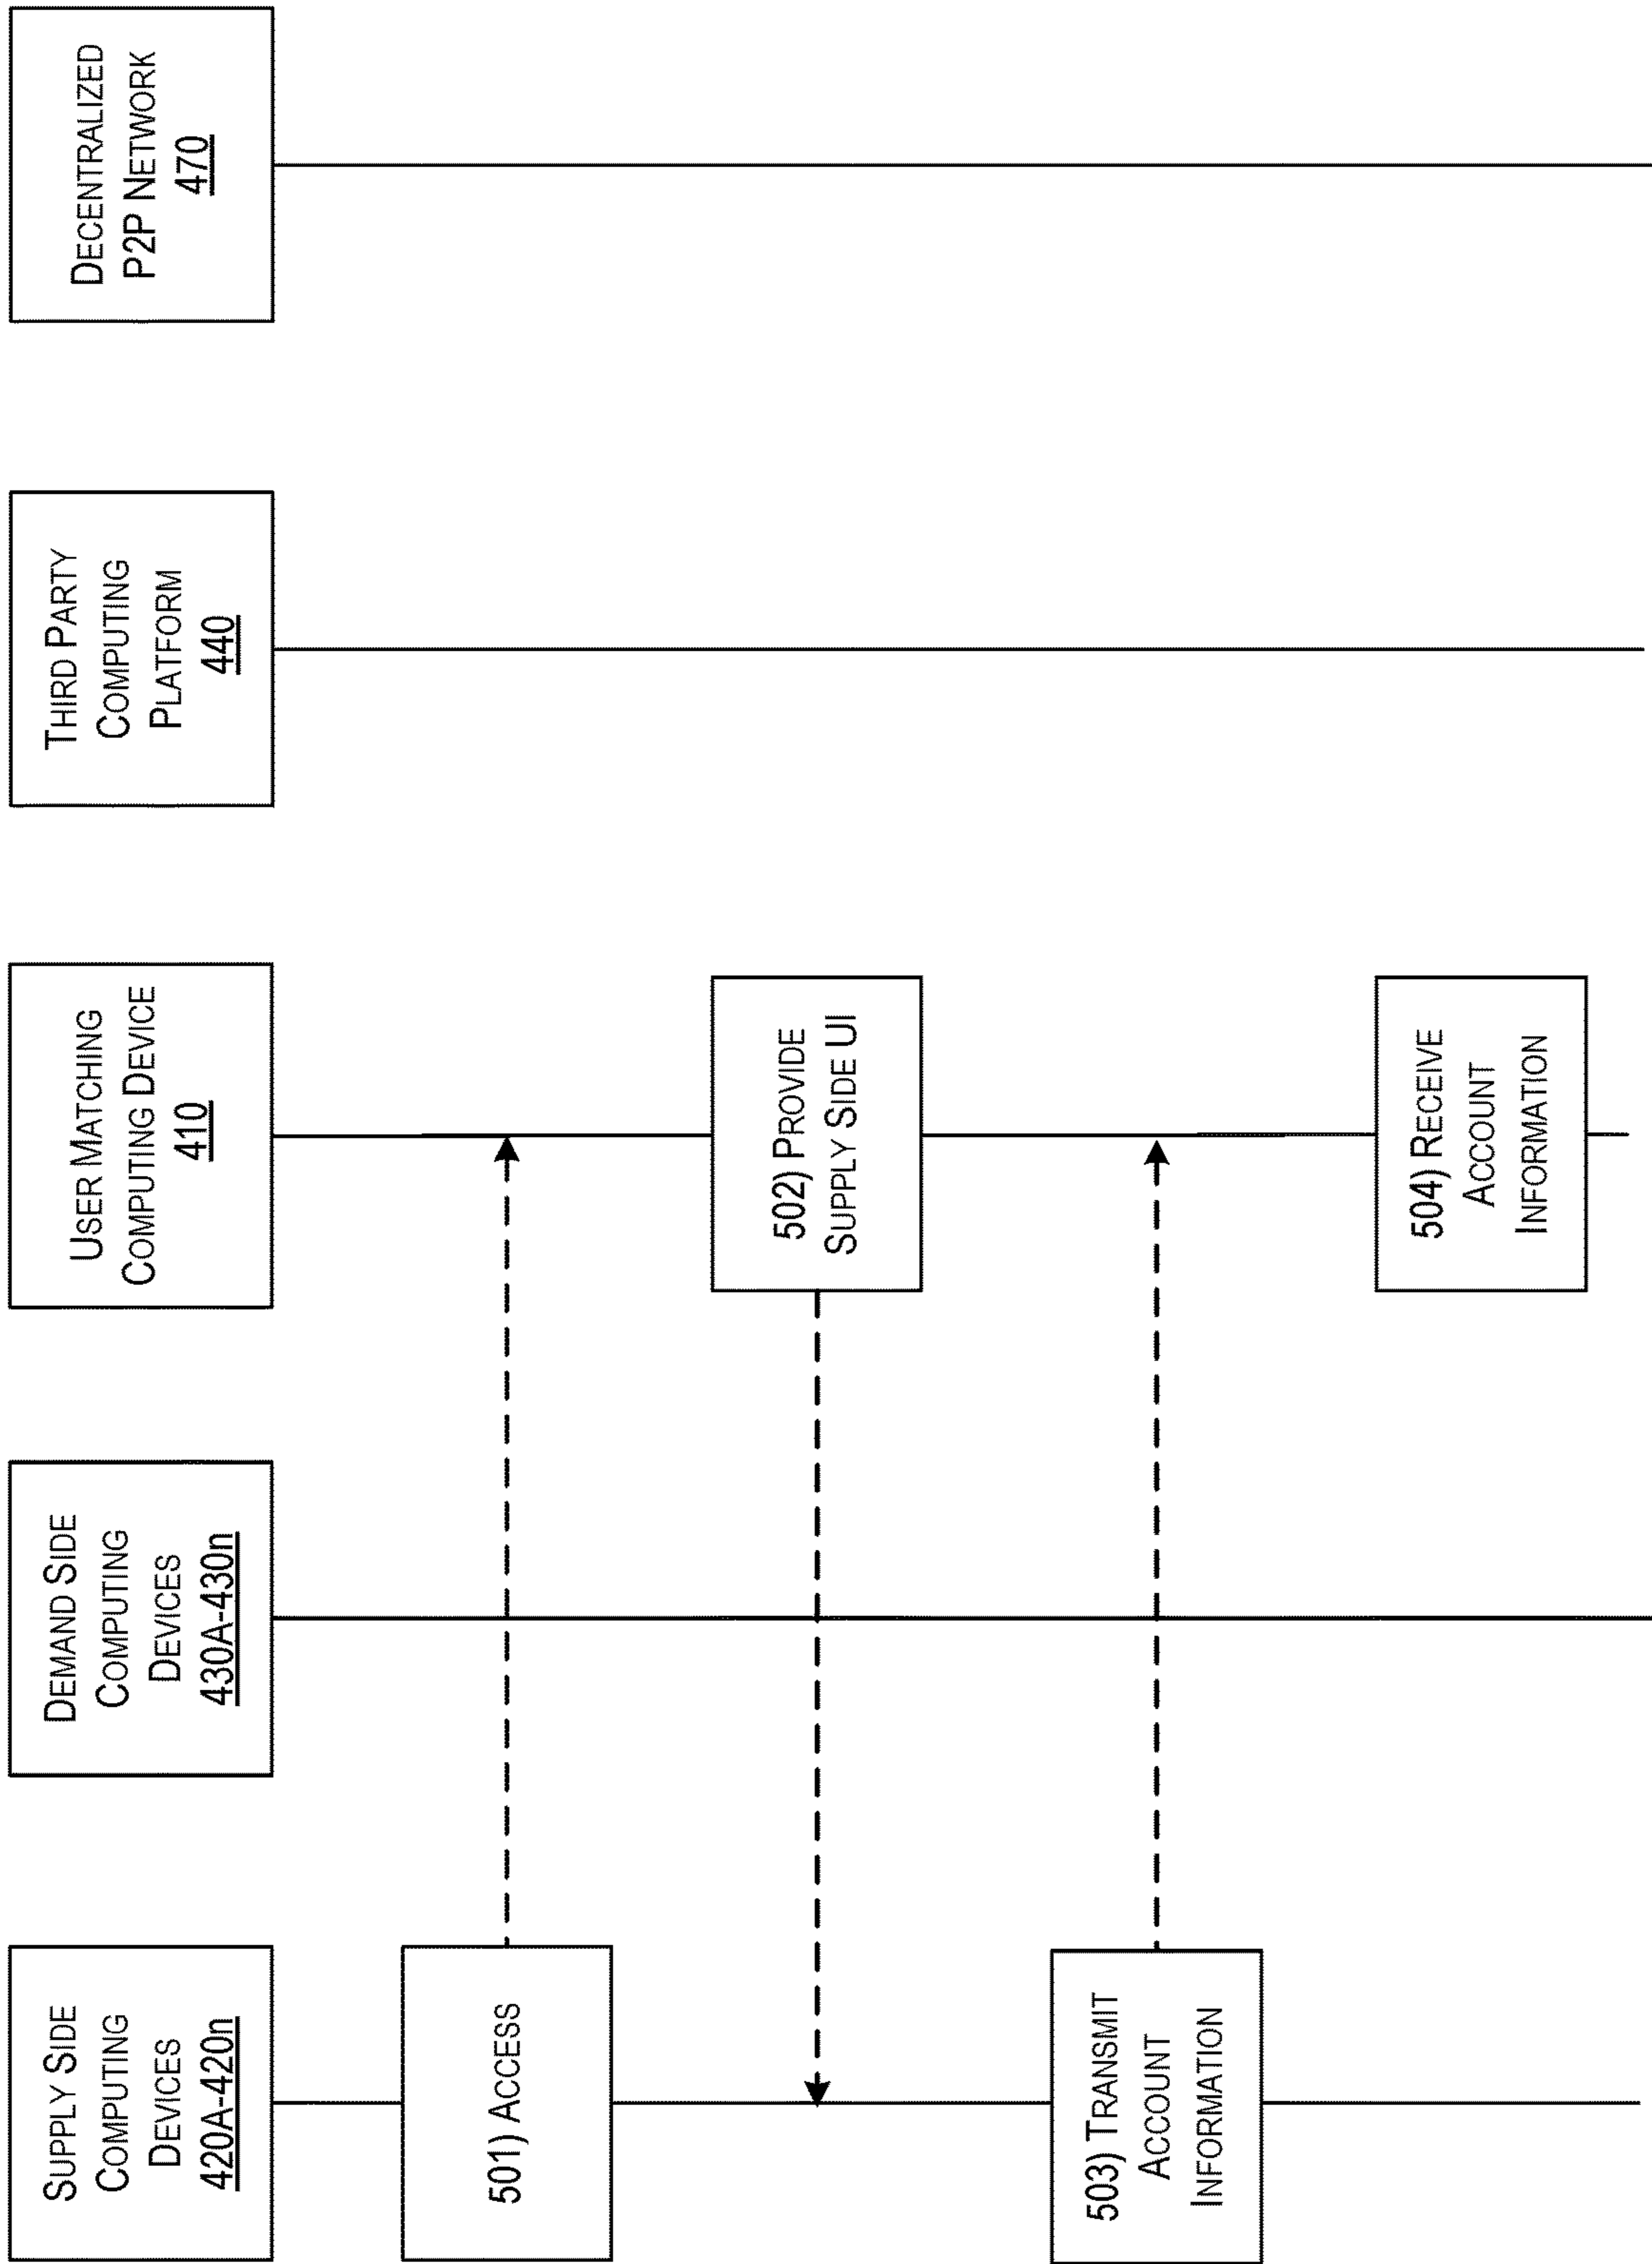 SUPPLY SIDE
COMPUTING
DEVICES
420A-420n
DEMAND SIDE
COMPUTING
DEVICES
430A-430n
USER MATCHING
COMPUTING DEVICE
410
THIRD PARTY
COMPUTING
PLATFORM
440
DECENTRALIZED
P2P NETWORK
470
501) ACCESS
502) PROVIDE
SUPPLY SIDE UI
503) TRANSMIT
ACCOUNT
INFORMATION
504) RECEIVE
ACCOUNT
INFORMATION